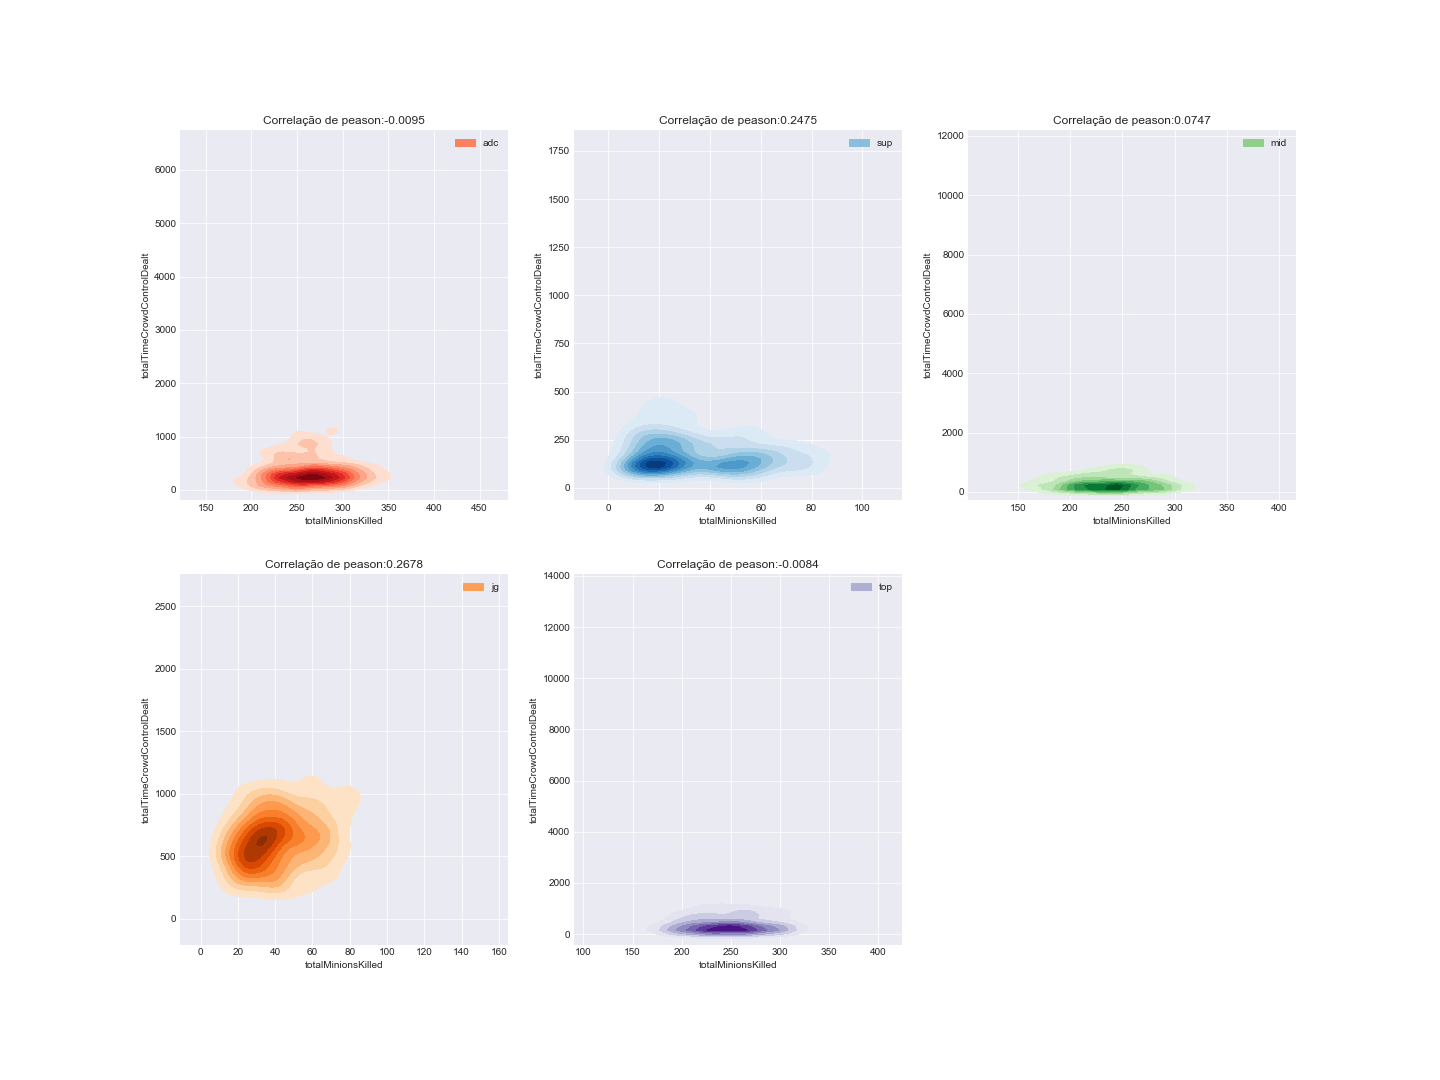 Correlação de peason:-0.0095
adc
6000
5000
4000
3000
2000
1000
0
totalTimeCrowdControlDealt
150 200 250 300 350 400 450
totalMinionsKilled
Correlação de peason:0.2475
sup
1750
1500
1250
1000
750
500
250
0
totalTimeCrowdControlDealt
0 20 40 60 80 100
totalMinionsKilled
Correlação de peason:0.0747
mid
12000
10000
8000
6000
4000
2000
0
totalTimeCrowdControlDealt
150 200 250 300 350 400
totalMinionsKilled
Correlação de peason:0.2678
jg
2500
2000
1500
1000
500
0
totalTimeCrowdControlDealt
0 20 40 60 80 100 120 140 160
totalMinionsKilled
Correlação de peason:-0.0084
top
14000
12000
10000
8000
6000
4000
2000
0
totalTimeCrowdControlDealt
100 150 200 250 300 350 400
totalMinionsKilled